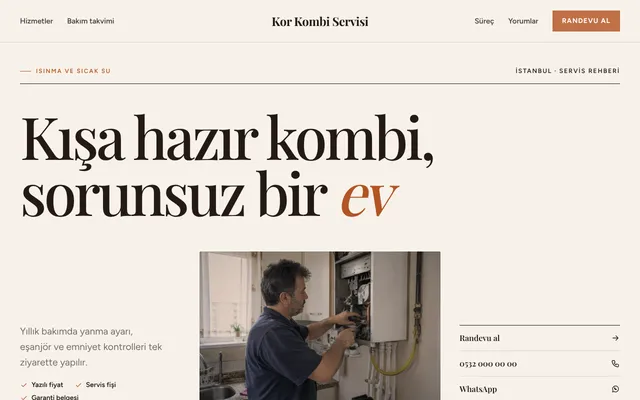 Hizmetler
Bakım takvimi
Kor Kombi Servisi
Süreç
Yorumlar
RANDEVU AL
ISINMA VE SICAK SU
İSTANBUL · SERVİS REHBERİ
Kışa hazır kombi,
sorunsuz bir ev
Yıllık bakımda yanma ayarı,
eşanjör ve emniyet kontrolleri tek
ziyarette yapılır.
Yazılı fiyat
Servis fişi
Garanti belgesi
Randevu al
0532 000 00 00
WhatsApp